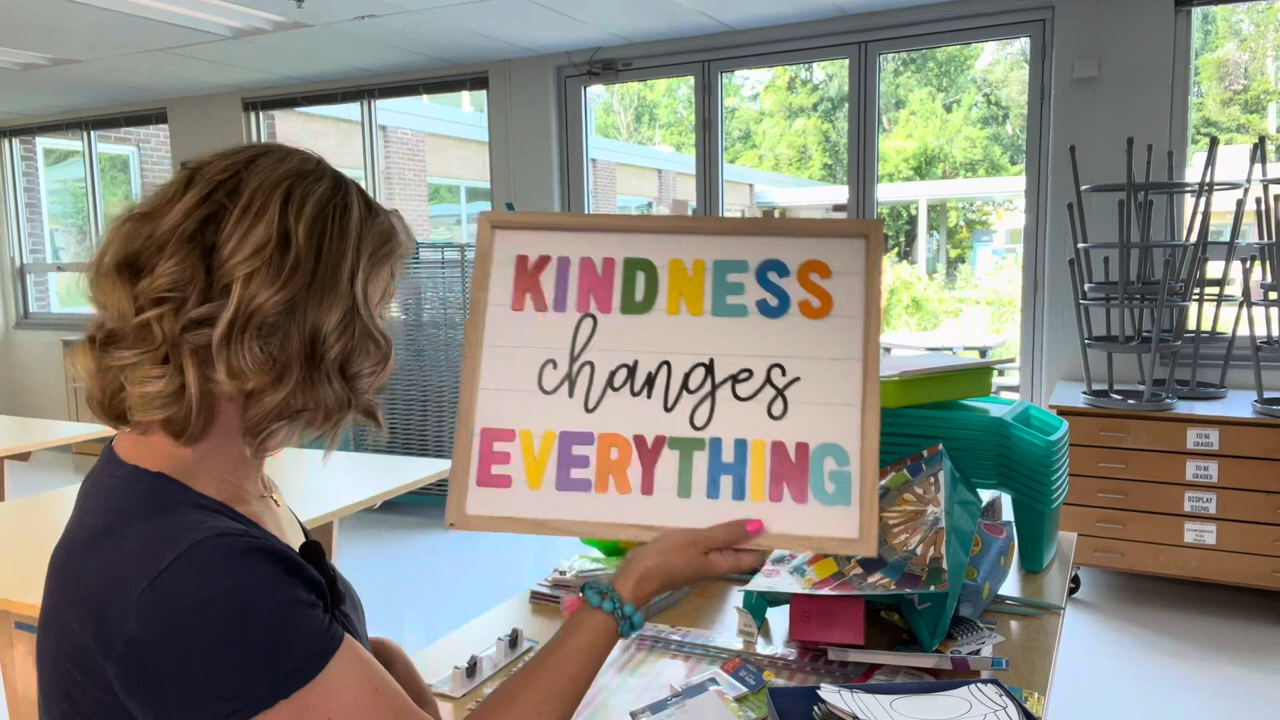 KINDNESS
changes
EVERYTHING
TO BE
GRADED
TO BE
GRADED
DISPLAY
SIGNS